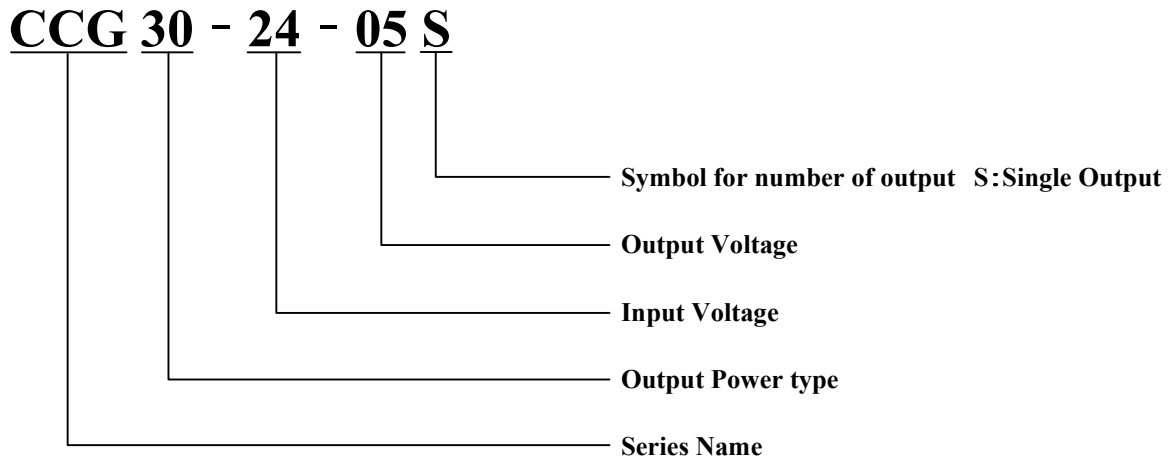 CCG 30 - 24 - 05 S
Symbol for number of output S:Single Output
Output Voltage
Input Voltage
Output Power type
Series Name